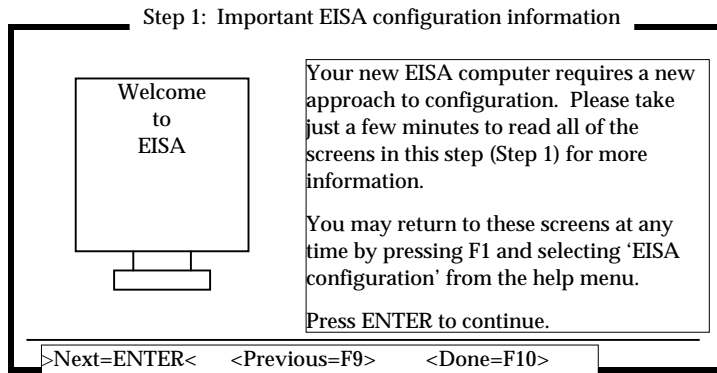 Step 1:  Important EISA configuration information
Welcome
to
EISA
Your new EISA computer requires a new
approach to configuration.  Please take
just a few minutes to read all of the
screens in this step (Step 1) for more
information.
You may return to these screens at any
time by pressing F1 and selecting ‘EISA
configuration’ from the help menu.
Press ENTER to continue.
>Next=ENTER<     <Previous=F9>     <Done=F10>